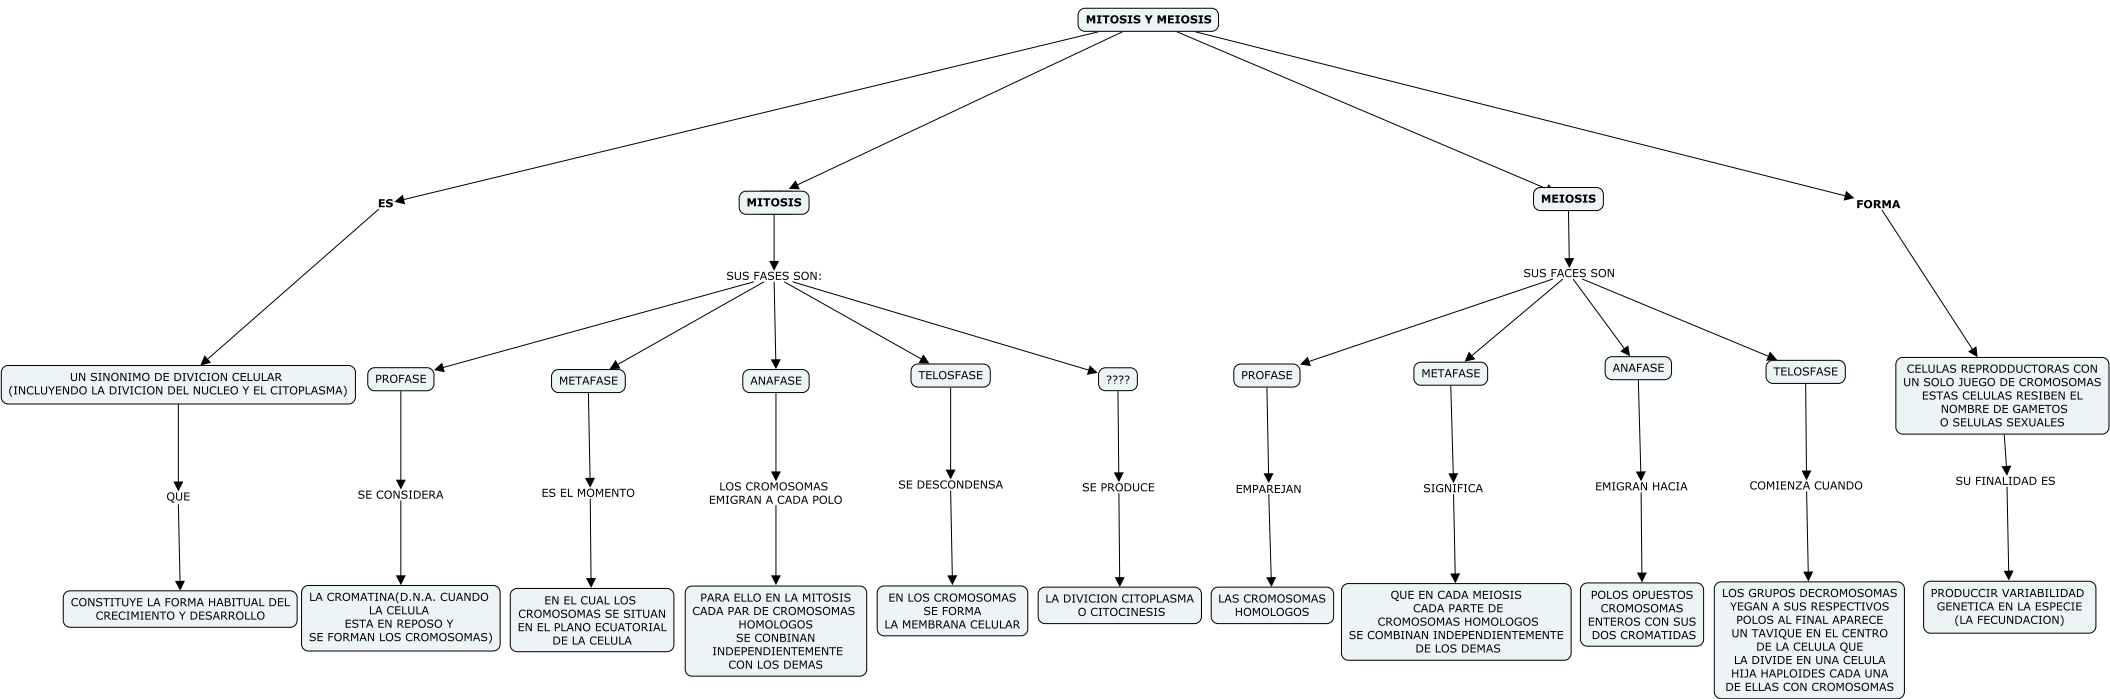 MITOSIS Y MEIOSIS
ES
MITOSIS
MEIOSIS
FORMA
SUS FASES SON:
SUS FACES SON
UN SINONIMO DE DIVICION CELULAR
(INCLUYENDO LA DIVICION DEL NUCLEO Y EL CITOPLASMA)
PROFASE
METAFASE
ANAFASE
TELOSFASE
????
PROFASE
METAFASE
ANAFASE
TELOSFASE
CELULAS REPRODDUCTORAS CON
UN SOLO JUEGO DE CROMOSOMAS
ESTAS CELULAS RESIBEN EL
NOMBRE DE GAMETOS
O SELULAS SEXUALES
QUE
SE CONSIDERA
ES EL MOMENTO
LOS CROMOSOMAS
EMIGRAN A CADA POLO
SE DESCONDENSA
SE PRODUCE
EMPAREJAN
SIGNIFICA
EMIGRAN HACIA
COMIENZA CUANDO
SU FINALIDAD ES
CONSTITUYE LA FORMA HABITUAL DEL
CRECIMIENTO Y DESARROLLO
LA CROMATINA(D.N.A. CUANDO
LA CELULA
ESTA EN REPOSO Y
SE FORMAN LOS CROMOSOMAS)
EN EL CUAL LOS
CROMOSOMAS SE SITUAN
EN EL PLANO ECUATORIAL
DE LA CELULA
PARA ELLO EN LA MITOSIS
CADA PAR DE CROMOSOMAS
HOMOLOGOS
SE CONBINAN
INDEPENDIENTEMENTE
CON LOS DEMAS
EN LOS CROMOSOMAS
SE FORMA
LA MEMBRANA CELULAR
LA DIVICION CITOPLASMA
O CITOCINESIS
LAS CROMOSOMAS
HOMOLOGOS
QUE EN CADA MEIOSIS
CADA PARTE DE
CROMOSOMAS HOMOLOGOS
SE COMBINAN INDEPENDIENTEMENTE
DE LOS DEMAS
POLOS OPUESTOS
CROMOSOMAS
ENTEROS CON SUS
DOS CROMATIDAS
LOS GRUPOS DECROMOSOMAS
YEGAN A SUS RESPECTIVOS
POLOS AL FINAL APARECE
UN TAVIQUE EN EL CENTRO
DE LA CELULA QUE
LA DIVIDE EN UNA CELULA
HIJA HAPLOIDES CADA UNA
DE ELLAS CON CROMOSOMAS
PRODUCCIR VARIABILIDAD
GENETICA EN LA ESPECIE
(LA FECUNDACION)